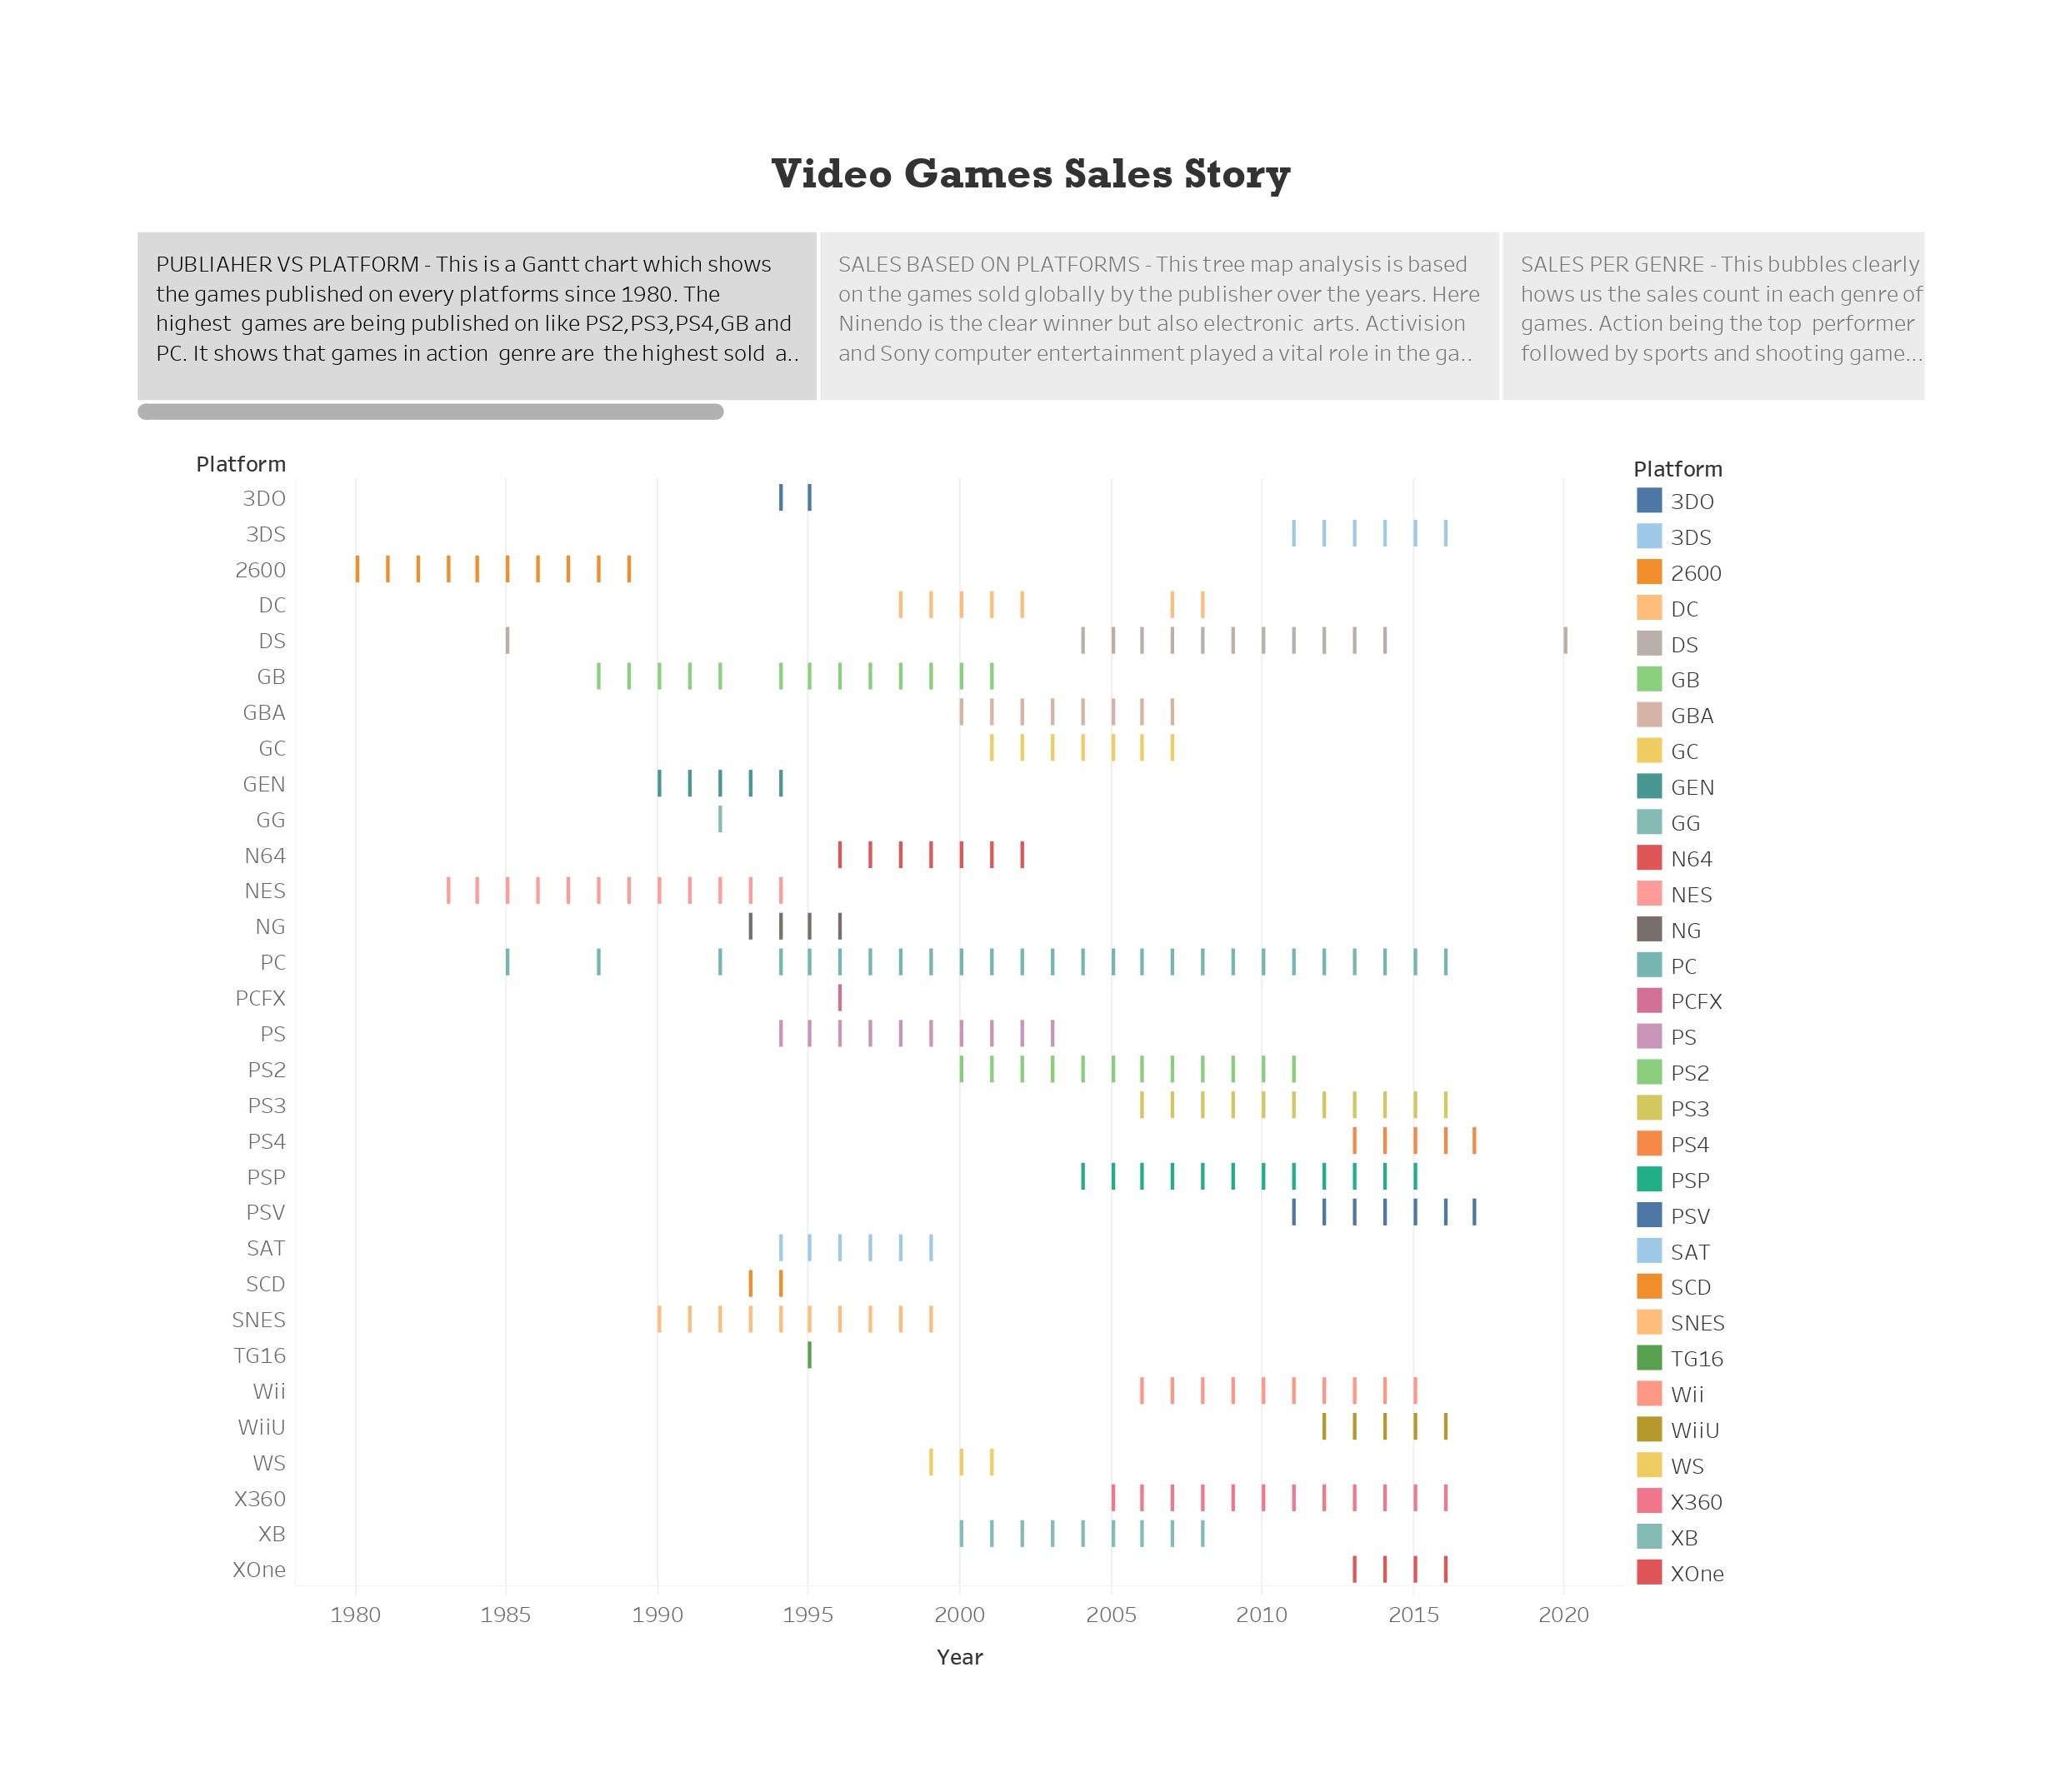 Video Games Sales Story
PUBLIAHER VS PLATFORM - This is a Gantt chart which shows
the games published on every platforms since 1980. The
highest  games are being published on like PS2,PS3,PS4,GB and
PC. It shows that games in action  genre are  the highest sold  a..
SALES BASED ON PLATFORMS - This tree map analysis is based
on the games sold globally by the publisher over the years. Here
Ninendo is the clear winner but also electronic  arts. Activision
and Sony computer entertainment played a vital role in the ga..
SALES PER GENRE - This bubbles clearly
hows us the sales count in each genre of
games. Action being the top  performer
followed by sports and shooting game...
Platform
3DO
3DS
2600
DC
DS
GB
GBA
GC
GEN
GG
N64
NES
NG
PC
PCFX
PS
PS2
PS3
PS4
PSP
PSV
SAT
SCD
SNES
TG16
Wii
WiiU
WS
X360
XB
XOne
1980 1985 1990 1995 2000 2005 2010 2015 2020
Year
Platform
3DO
3DS
2600
DC
DS
GB
GBA
GC
GEN
GG
N64
NES
NG
PC
PCFX
PS
PS2
PS3
PS4
PSP
PSV
SAT
SCD
SNES
TG16
Wii
WiiU
WS
X360
XB
XOne